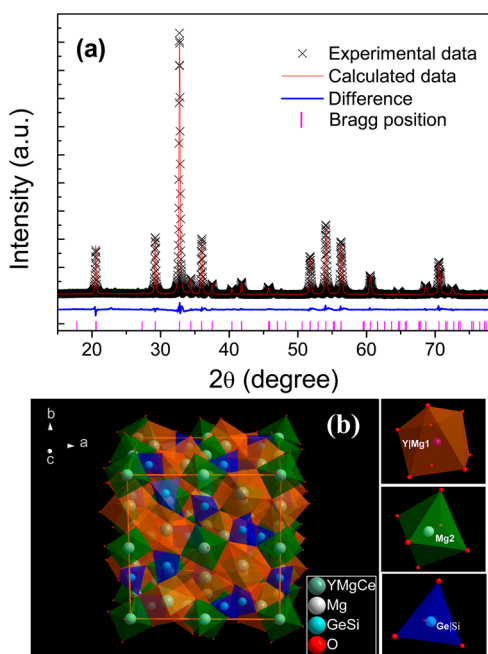 (a)
Experimental data
Calculated data
Difference
Bragg position
Intensity (a.u.)
20 30 40 50 60 70
2θ (degree)
(b)
b
a
c
YMgCe
Mg
GeSi
O
Y|Mg1
Mg2
Ge|Si